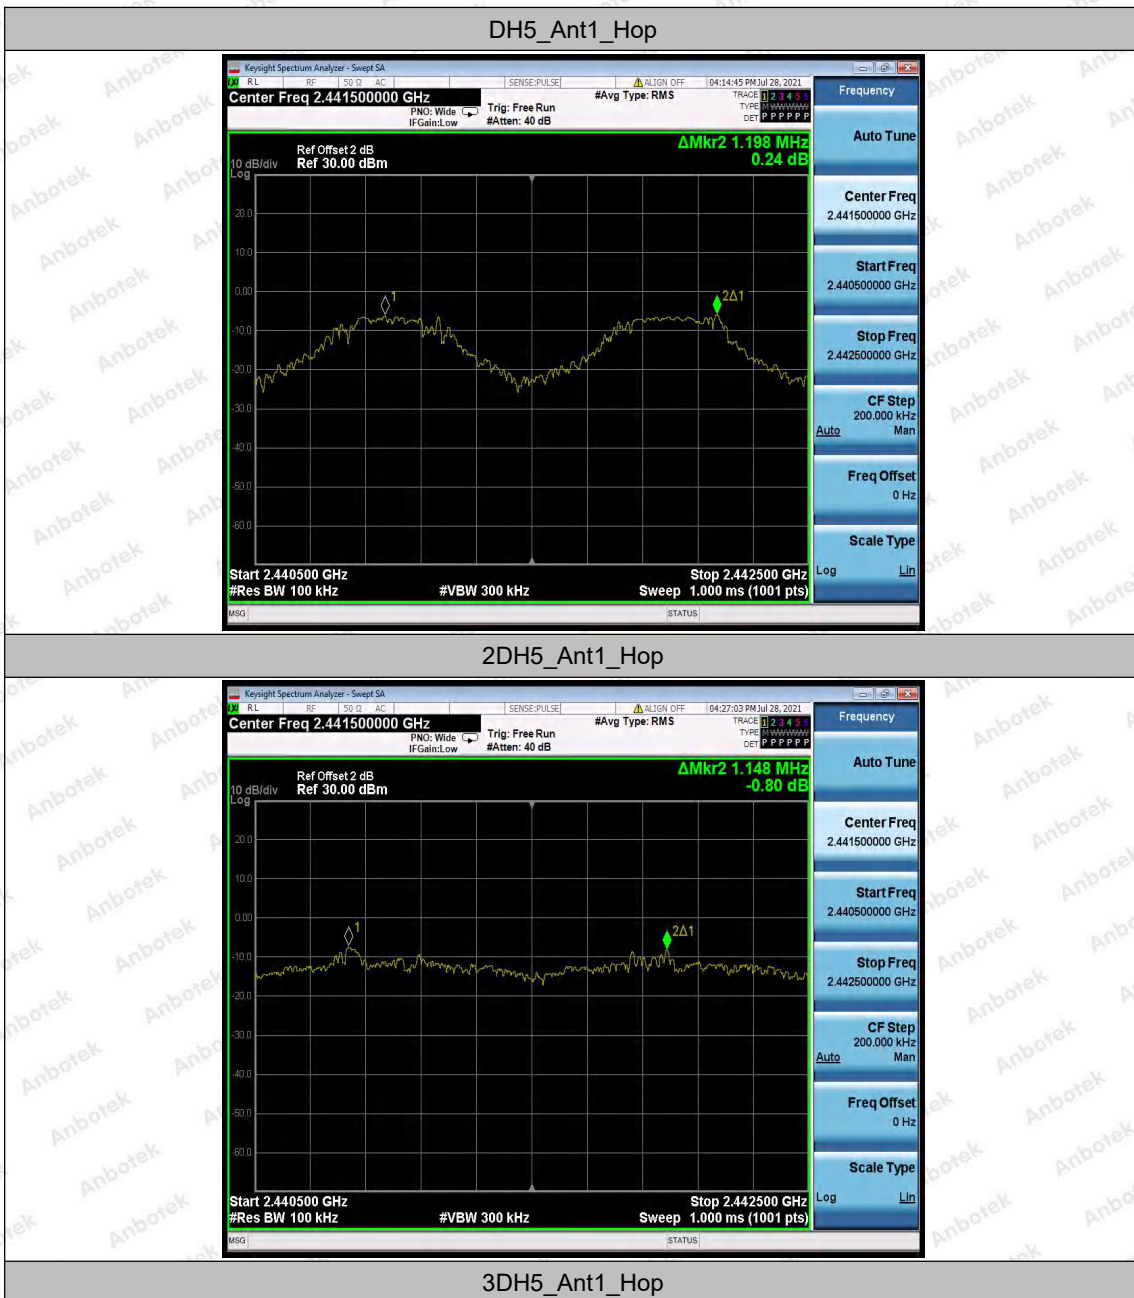 DH5_Ant1_Hop
Keysight Spectrum Analyzer - Swept SA
RL RF 50 Ω AC SENSE:PULSE ALIGN OFF 04:14:45 PM Jul 28, 2021
Center Freq 2.441500000 GHz
#Avg Type: RMS
TRACE 1 2 3 4 5 6
PNO: Wide
Trig: Free Run
TYPE M WWWWW
IFGain:Low
#Atten: 40 dB
DET P P P P P P
Frequency
Auto Tune
ΔMkr2 1.198 MHz
0.24 dB
Ref Offset 2 dB
10 dB/div Ref 30.00 dBm
Log
20.0
10.0
0.00
-10.0
-20.0
-30.0
-40.0
-50.0
-60.0
1
2Δ1
Center Freq
2.441500000 GHz
Start Freq
2.440500000 GHz
Stop Freq
2.442500000 GHz
CF Step
200.000 kHz
Auto Man
Freq Offset
0 Hz
Scale Type
Log Lin
Start 2.440500 GHz Stop 2.442500 GHz
#Res BW 100 kHz #VBW 300 kHz Sweep 1.000 ms (1001 pts)
MSG STATUS
2DH5_Ant1_Hop
Keysight Spectrum Analyzer - Swept SA
RL RF 50 Ω AC SENSE:PULSE ALIGN OFF 04:27:03 PM Jul 28, 2021
Center Freq 2.441500000 GHz
#Avg Type: RMS
TRACE 1 2 3 4 5 6
PNO: Wide
Trig: Free Run
TYPE M WWWWW
IFGain:Low
#Atten: 40 dB
DET P P P P P P
Frequency
Auto Tune
ΔMkr2 1.148 MHz
-0.80 dB
Ref Offset 2 dB
10 dB/div Ref 30.00 dBm
Log
20.0
10.0
0.00
-10.0
-20.0
-30.0
-40.0
-50.0
-60.0
1
2Δ1
Center Freq
2.441500000 GHz
Start Freq
2.440500000 GHz
Stop Freq
2.442500000 GHz
CF Step
200.000 kHz
Auto Man
Freq Offset
0 Hz
Scale Type
Log Lin
Start 2.440500 GHz Stop 2.442500 GHz
#Res BW 100 kHz #VBW 300 kHz Sweep 1.000 ms (1001 pts)
MSG STATUS
3DH5_Ant1_Hop